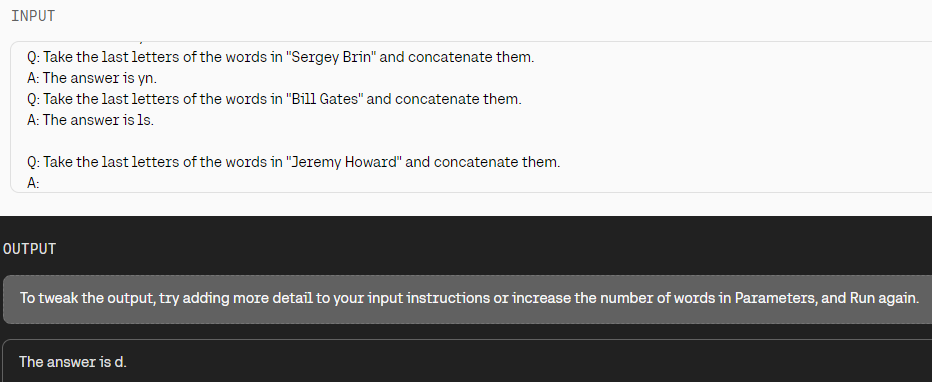 INPUT
Q: Take the last letters of the words in "Sergey Brin" and concatenate them.
A: The answer is yn.
Q: Take the last letters of the words in "Bill Gates" and concatenate them.
A: The answer is ls.
Q: Take the last letters of the words in "Jeremy Howard" and concatenate them.
A:
OUTPUT
To tweak the output, try adding more detail to your input instructions or increase the number of words in Parameters, and Run again.
The answer is d.